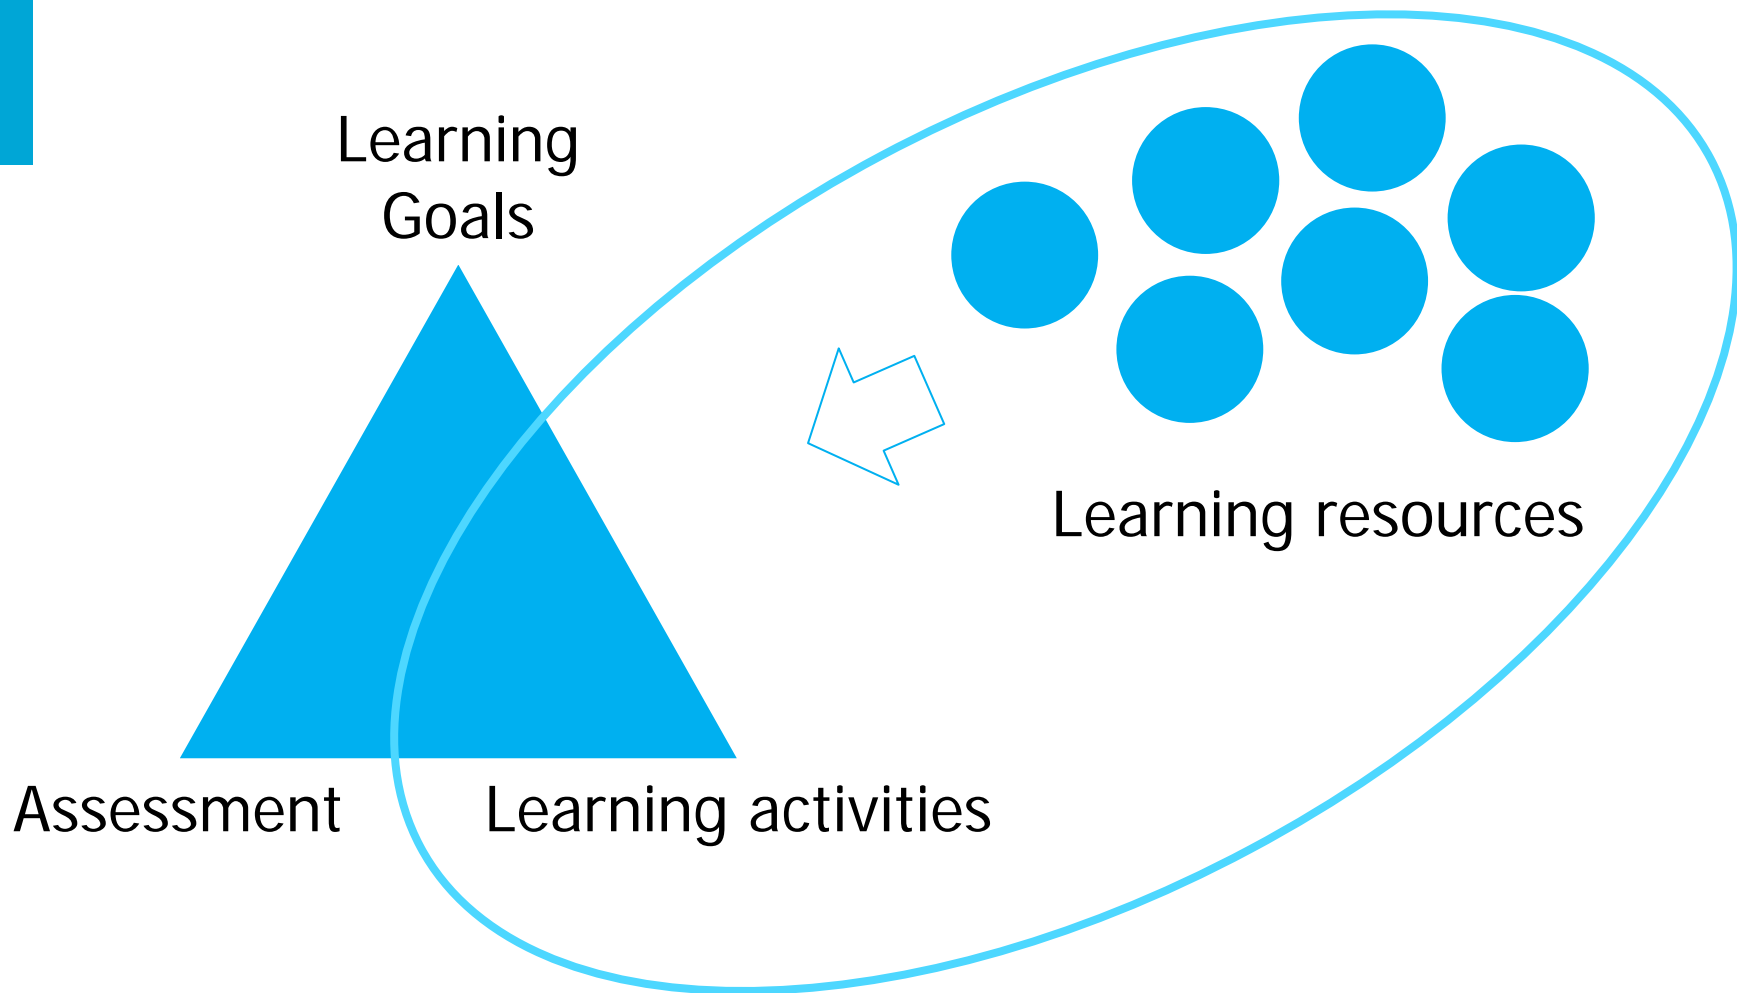 Learning
Goals
Learning resources
Assessment
Learning activities